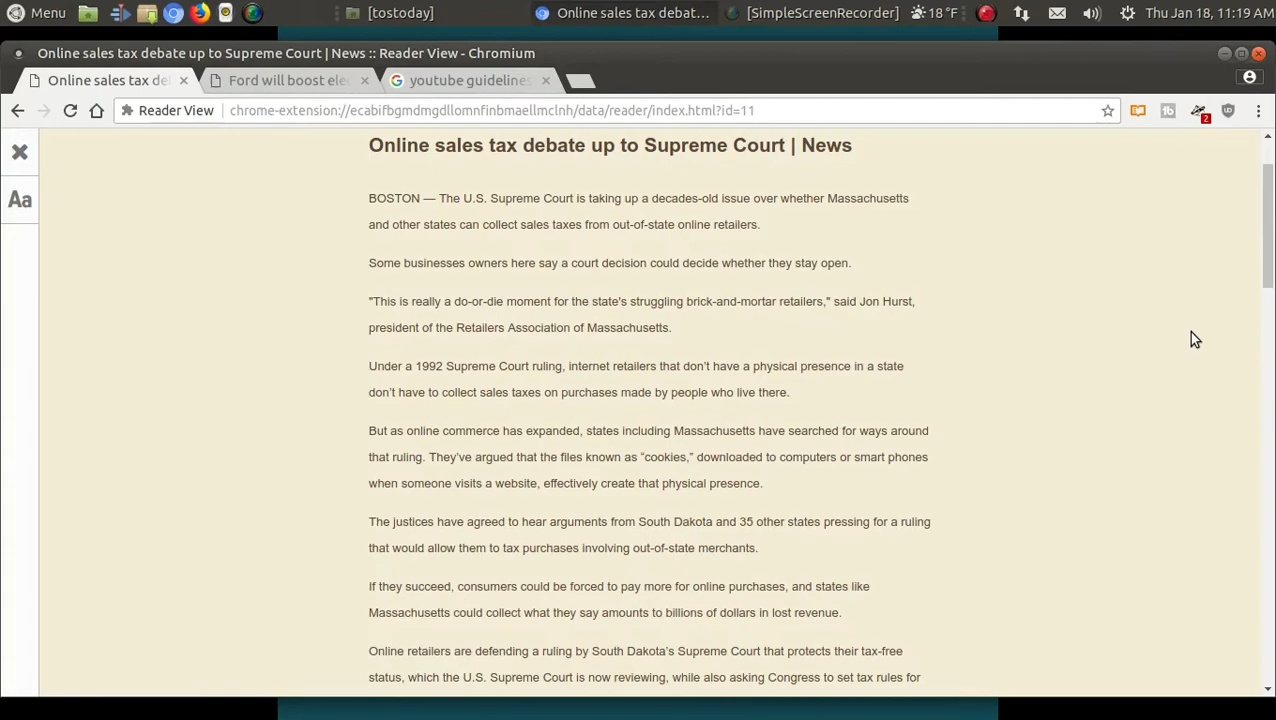 Menu
[tostoday]
Online sales tax debat...
[SimpleScreenRecorder]
18°F
Thu Jan 18, 11:19 AM
Online sales tax debate up to Supreme Court | News :: Reader View - Chromium
Online sales tax de
Ford will boost ele
youtube guidelines
Reader View
chrome-extension://ecabifbgmdmgdllomnfinbmaellmclnh/data/reader/index.html?id=11
2
Aa
Online sales tax debate up to Supreme Court | News
BOSTON — The U.S. Supreme Court is taking up a decades-old issue over whether Massachusetts
and other states can collect sales taxes from out-of-state online retailers.
Some businesses owners here say a court decision could decide whether they stay open.
"This is really a do-or-die moment for the state's struggling brick-and-mortar retailers," said Jon Hurst,
president of the Retailers Association of Massachusetts.
Under a 1992 Supreme Court ruling, internet retailers that don’t have a physical presence in a state
don’t have to collect sales taxes on purchases made by people who live there.
But as online commerce has expanded, states including Massachusetts have searched for ways around
that ruling. They’ve argued that the files known as “cookies,” downloaded to computers or smart phones
when someone visits a website, effectively create that physical presence.
The justices have agreed to hear arguments from South Dakota and 35 other states pressing for a ruling
that would allow them to tax purchases involving out-of-state merchants.
If they succeed, consumers could be forced to pay more for online purchases, and states like
Massachusetts could collect what they say amounts to billions of dollars in lost revenue.
Online retailers are defending a ruling by South Dakota’s Supreme Court that protects their tax-free
status, which the U.S. Supreme Court is now reviewing, while also asking Congress to set tax rules for